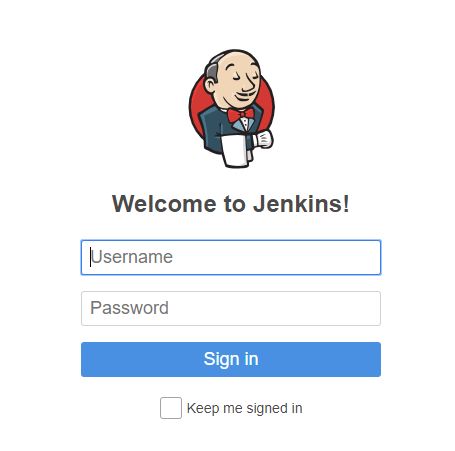 Welcome to Jenkins!
Username
Password
Sign in
Keep me signed in